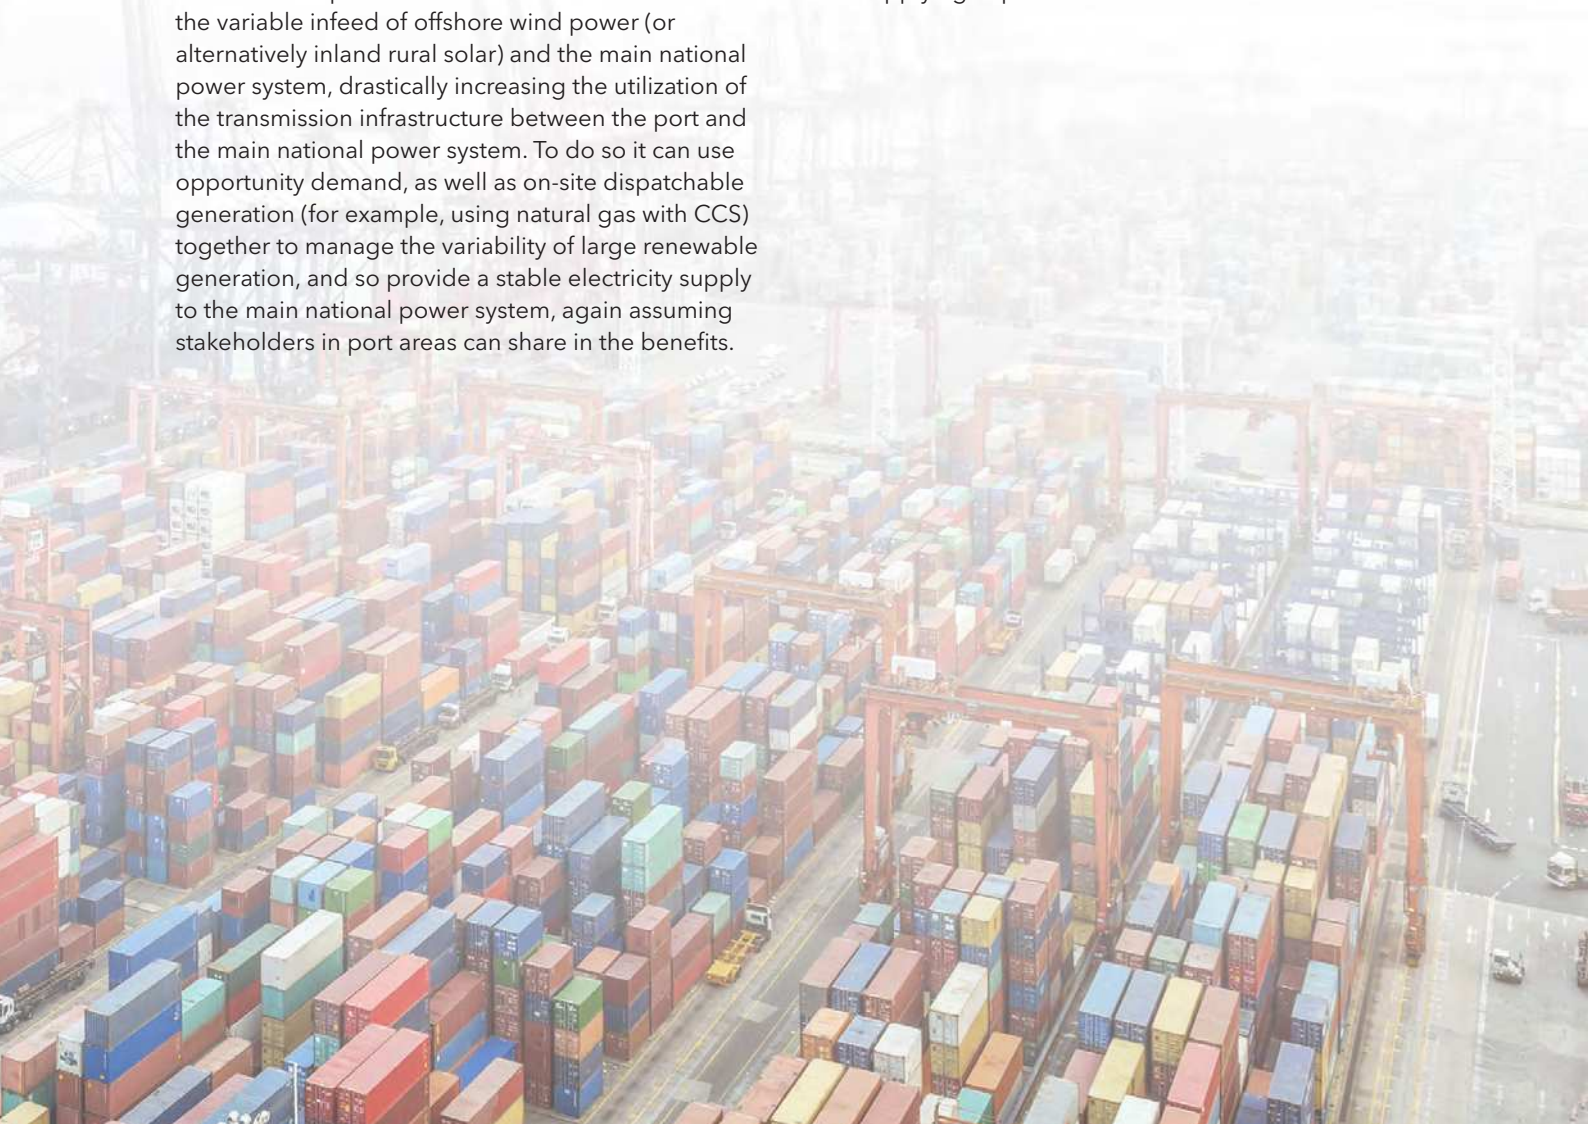 the variable infeed of offshore wind power (or
alternatively inland rural solar) and the main national
power system, drastically increasing the utilization of
the transmission infrastructure between the port and
the main national power system. To do so it can use
opportunity demand, as well as on-site dispatchable
generation (for example, using natural gas with CCS)
together to manage the variability of large renewable
generation, and so provide a stable electricity supply
to the main national power system, again assuming
stakeholders in port areas can share in the benefits.